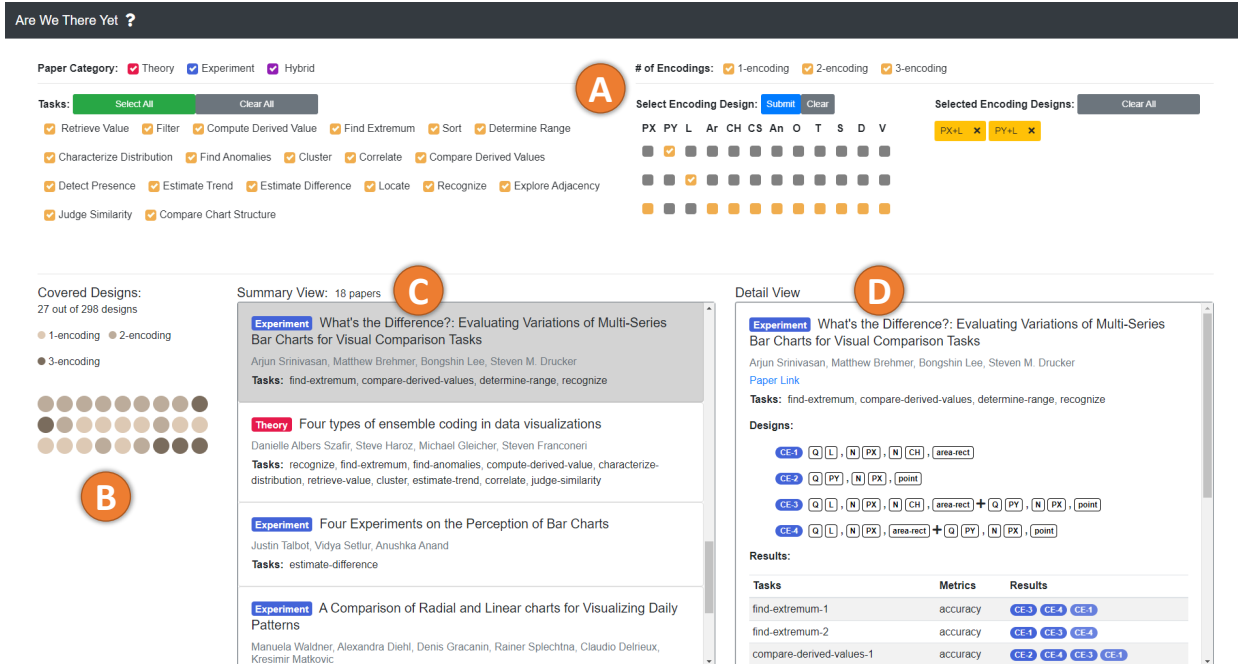 Are We There Yet ?
Paper Category: Theory Experiment Hybrid
# of Encodings: 1-encoding 2-encoding 3-encoding
A
Tasks: Select All Clear All
Retrieve Value Filter Compute Derived Value Find Extremum Sort Determine Range
Characterize Distribution Find Anomalies Cluster Correlate Compare Derived Values
Detect Presence Estimate Trend Estimate Difference Locate Recognize Explore Adjacency
Judge Similarity Compare Chart Structure
Select Encoding Design: Submit Clear
PX PY L Ar CH CS An O T S D V
Selected Encoding Designs: Clear All
PX+L × PY+L ×
Covered Designs:
27 out of 298 designs
1-encoding 2-encoding
3-encoding
B
Summary View: 18 papers
C
Experiment What's the Difference?: Evaluating Variations of Multi-Series
Bar Charts for Visual Comparison Tasks
Arjun Srinivasan, Matthew Brehmer, Bongshin Lee, Steven M. Drucker
Tasks: find-extremum, compare-derived-values, determine-range, recognize
Theory Four types of ensemble coding in data visualizations
Danielle Albers Szafir, Steve Haroz, Michael Gleicher, Steven Franconeri
Tasks: recognize, find-extremum, find-anomalies, compute-derived-value, characterize-
distribution, retrieve-value, cluster, estimate-trend, correlate, judge-similarity
Experiment Four Experiments on the Perception of Bar Charts
Justin Talbot, Vidya Setlur, Anushka Anand
Tasks: estimate-difference
Experiment A Comparison of Radial and Linear charts for Visualizing Daily
Patterns
Manuela Waldner, Alexandra Diehl, Denis Gracanin, Rainer Splechtna, Claudio Delrieux,
Kresimir Matkovic
Detail View
D
Experiment What's the Difference?: Evaluating Variations of Multi-Series
Bar Charts for Visual Comparison Tasks
Arjun Srinivasan, Matthew Brehmer, Bongshin Lee, Steven M. Drucker
Paper Link
Tasks: find-extremum, compare-derived-values, determine-range, recognize
Designs:
CE-1 Q L , N PX , N CH , area-rect
CE-2 Q PY , N PX , point
CE-3 Q L , N PX , N CH , area-rect + Q PY , N PX , point
CE-4 Q L , N PX , area-rect + Q PY , N PX , point
Results:
Tasks Metrics Results
find-extremum-1 accuracy CE-3 CE-4 CE-1
find-extremum-2 accuracy CE-1 CE-3 CE-4
compare-derived-values-1 accuracy CE-2 CE-4 CE-3 CE-1